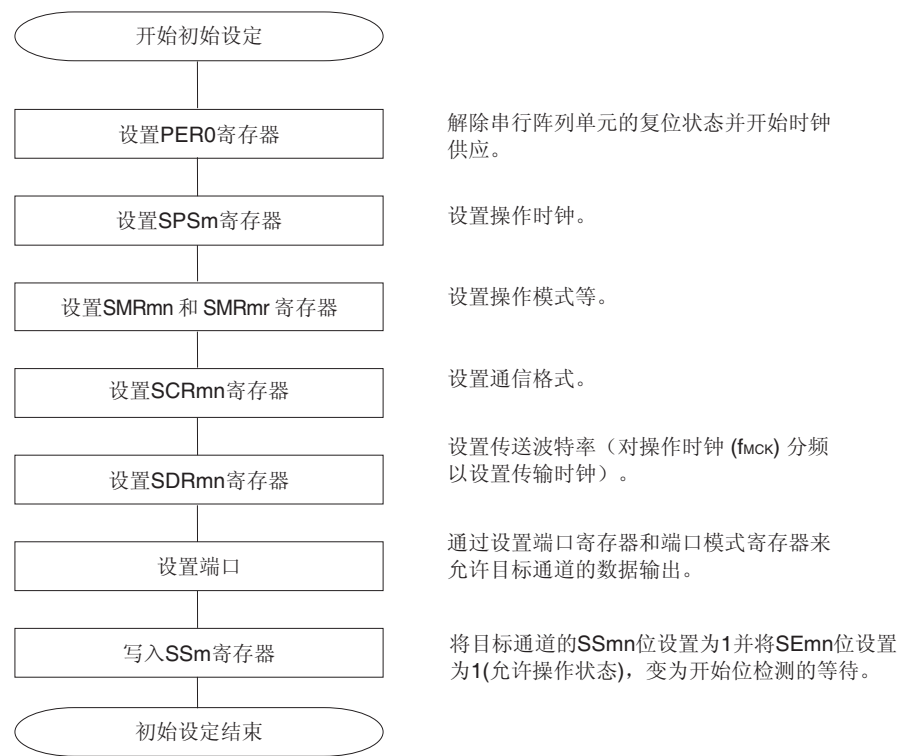 开始初始设定
设置PER0寄存器
解除串行阵列单元的复位状态并开始时钟
供应。
设置SPSm寄存器
设置操作时钟。
设置SMRmn 和 SMRmr 寄存器
设置操作模式等。
设置SCRmn寄存器
设置通信格式。
设置SDRmn寄存器
设置传送波特率（对操作时钟 (fMCK) 分频
以设置传输时钟）。
设置端口
通过设置端口寄存器和端口模式寄存器来
允许目标通道的数据输出。
写入SSm寄存器
将目标通道的SSmn位设置为1并将SEmn位设置
为1(允许操作状态)，变为开始位检测的等待。
初始设定结束